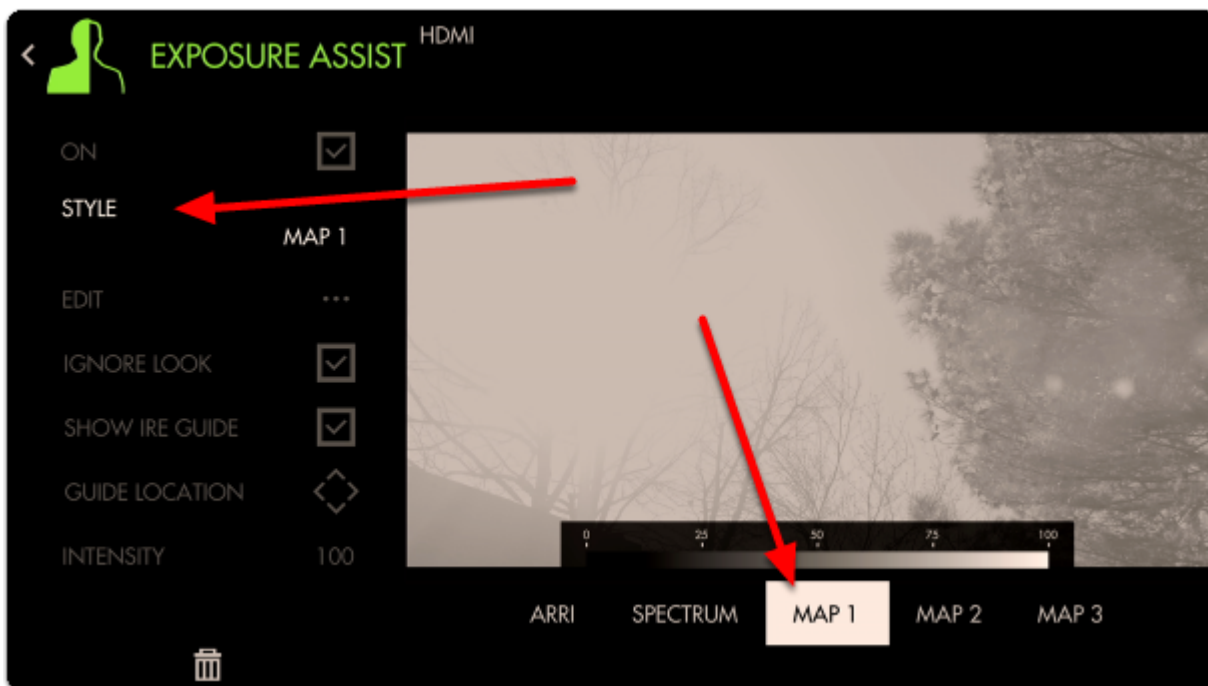 EXPOSURE ASSIST HDMI
ON
STYLE
MAP 1
EDIT ...
IGNORE LOOK
SHOW IRE GUIDE
GUIDE LOCATION
INTENSITY 100
0 25 50 75 100
ARRI SPECTRUM MAP 1 MAP 2 MAP 3